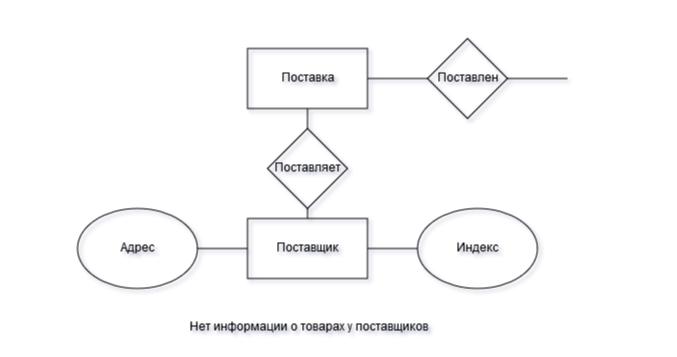 Поставка
Поставлен
Поставляет
Адрес
Поставщик
Индекс
Нет информации о товарах у поставщиков